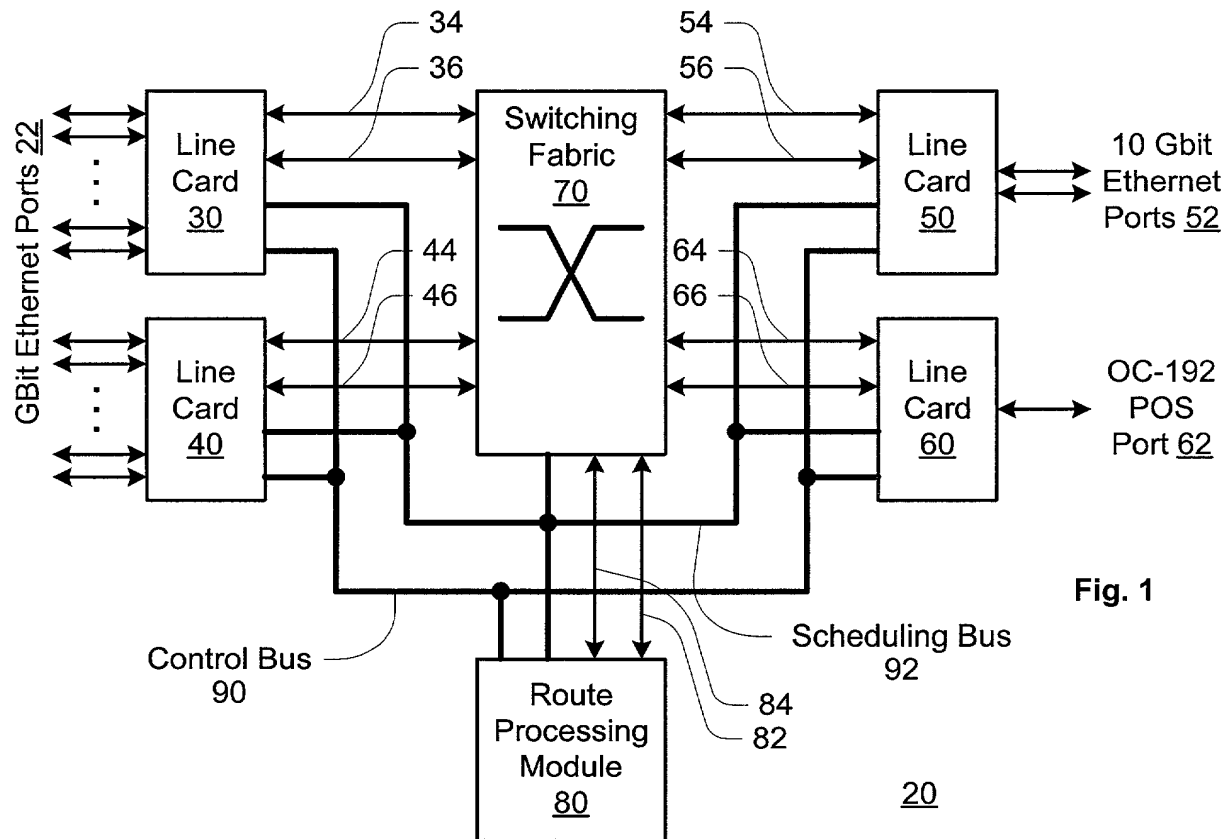 34
36
54
56
GBit Ethernet Ports 22
Line
Card
30
Switching
Fabric
70
Line
Card
50
10 Gbit
Ethernet
Ports 52
44
46
64
66
Line
Card
40
Line
Card
60
OC-192
POS
Port 62
Fig. 1
Control Bus
90
Scheduling Bus
92
Route
Processing
Module
80
84
82
20